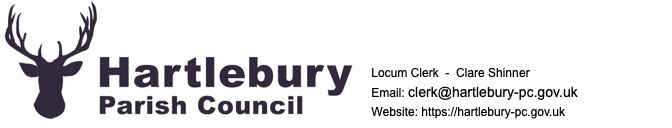 Hartlebury
Parish Council
Locum Clerk - Clare Shinner
Email: clerk@hartlebury-pc.gov.uk
Website: https://hartlebury-pc.gov.uk